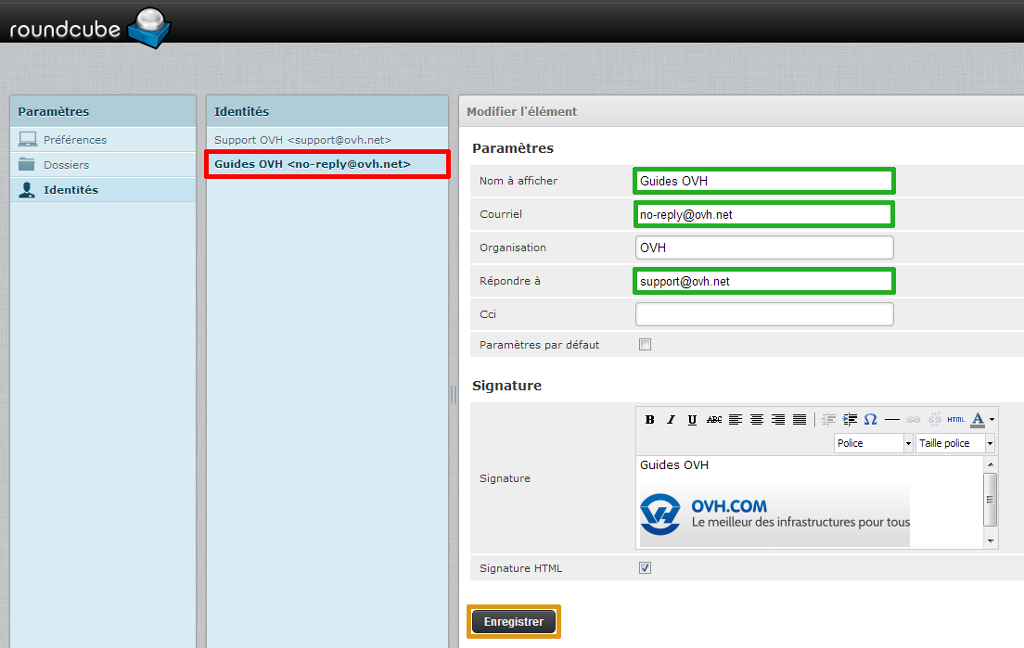 roundcube
Paramètres
Préférences
Dossiers
Identités
Identités
Support OVH <support@ovh.net>
Guides OVH <no-reply@ovh.net>
Modifier l'élément
Paramètres
Nom à afficher
Guides OVH
Courriel
no-reply@ovh.net
Organisation
OVH
Répondre à
support@ovh.net
Cci
Paramètres par défaut
Signature
B I U ABC Ω HTML A
Police Taille police
Signature
Guides OVH
OVH.COM
Le meilleur des infrastructures pour tous
Signature HTML
Enregistrer